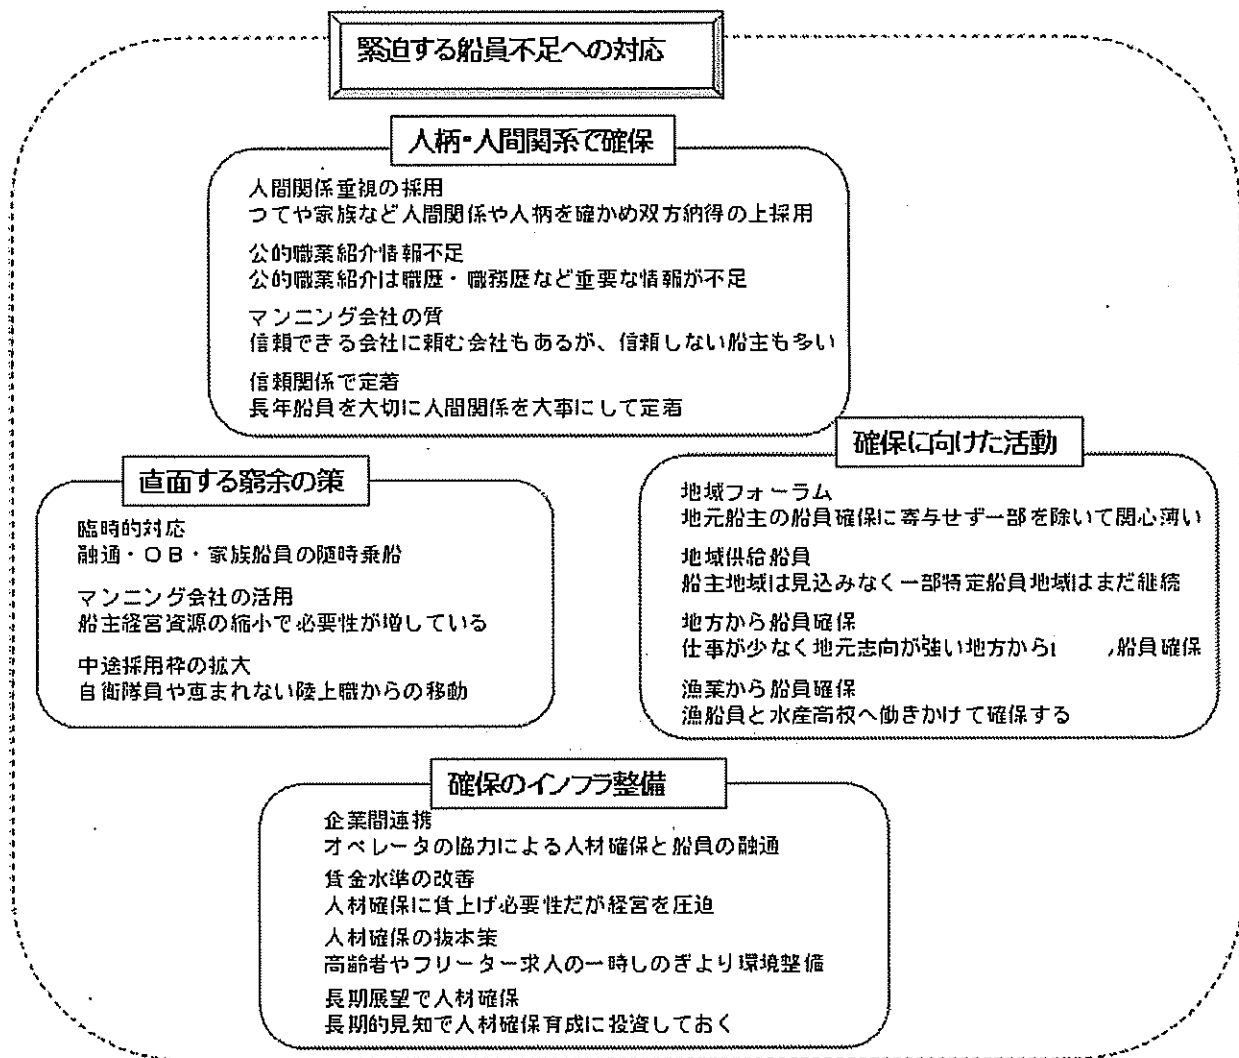 緊迫する船員不足への対応
人柄・人間関系で確保
人間関係重視の採用
つてや家族など人間関係や人柄を確かめ双方納得の上採用
公的職業紹介情報不足
公的職業紹介は職歴・職務歴など重要な情報が不足
マンニング会社の質
信頼できる会社に頼む会社もあるが、信頼しない船主も多い
信頼関係で定着
長年船員を大切に人間関係を大事にして定着
直面する窮余の策
臨時的対応
融通・OB・家族船員の随時乗船
マンニング会社の活用
船主経営資源の縮小で必要性が増している
中途採用枠の拡大
自衛隊員や恵まれない陸上職からの移動
確保に向けた活動
地域フォーラム
地元船主の船員確保に寄与せず一部を除いて関心薄い
地域供給船員
船主地域は見込みなく一部特定船員地域はまだ継続
地方から船員確保
仕事が少なく地元志向が強い地方から 船員確保
漁業から船員確保
漁船員と水産高校へ働きかけて確保する
確保のインフラ整備
企業間連携
オペレータの協力による人材確保と船員の融通
賃金水準の改善
人材確保に賃上げ必要性だが経営を圧迫
人材確保の抜本策
高齢者やフリーター求人の一時しのぎより環境整備
長期展望で人材確保
長期的見知で人材確保育成に投資しておく